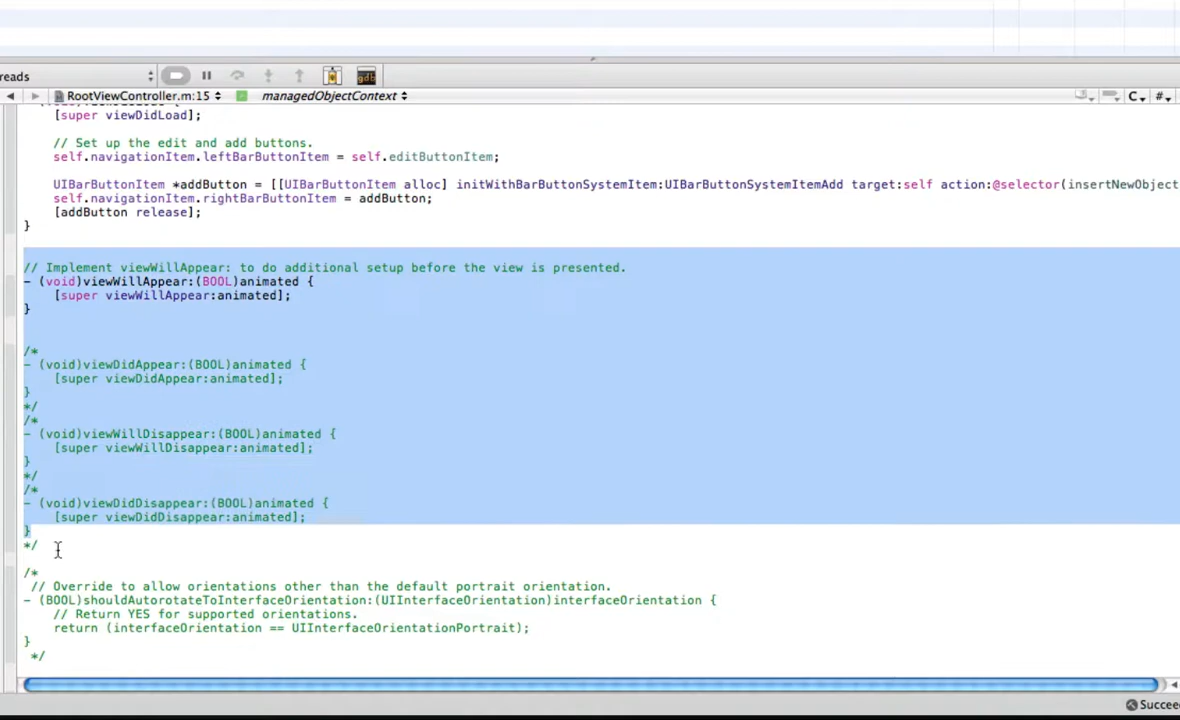 reads
gdb
RootViewController.m:15 managedObjectContext C #
[super viewDidLoad];
// Set up the edit and add buttons.
self.navigationItem.leftBarButtonItem = self.editButtonItem;
UIBarButtonItem *addButton = [[UIBarButtonItem alloc] initWithBarButtonSystemItem:UIBarButtonSystemItemAdd target:self action:@selector(insertNewObject
self.navigationItem.rightBarButtonItem = addButton;
[addButton release];
}
// Implement viewWillAppear: to do additional setup before the view is presented.
- (void)viewWillAppear:(BOOL)animated {
[super viewWillAppear:animated];
}
/*
- (void)viewDidAppear:(BOOL)animated {
[super viewDidAppear:animated];
}
*/
/*
- (void)viewWillDisappear:(BOOL)animated {
[super viewWillDisappear:animated];
}
*/
/*
- (void)viewDidDisappear:(BOOL)animated {
[super viewDidDisappear:animated];
}
*/
/*
// Override to allow orientations other than the default portrait orientation.
- (BOOL)shouldAutorotateToInterfaceOrientation:(UIInterfaceOrientation)interfaceOrientation {
// Return YES for supported orientations.
return (interfaceOrientation == UIInterfaceOrientationPortrait);
}
*/
Succee